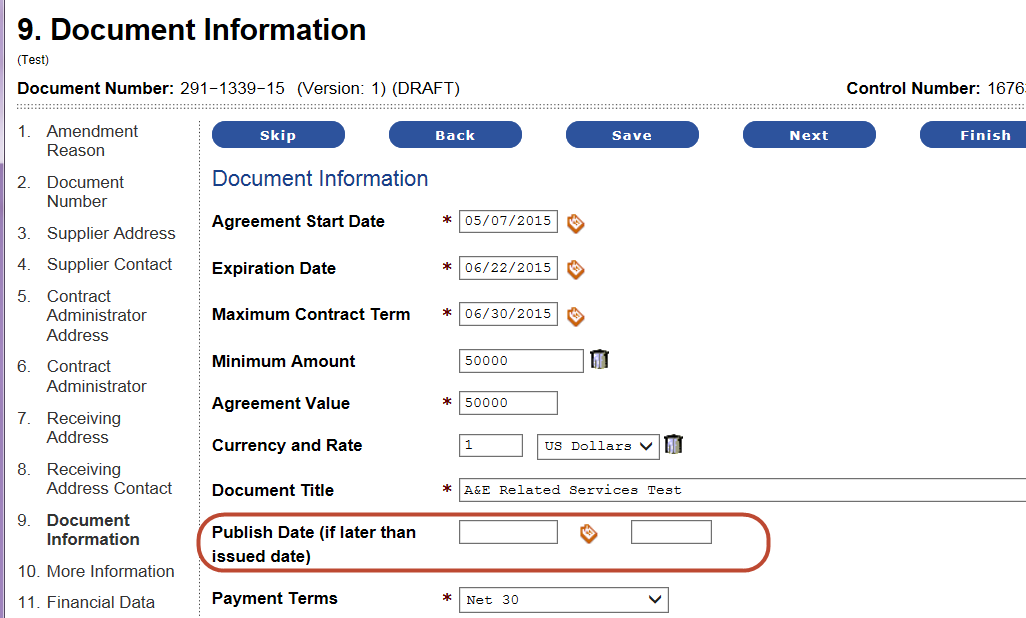 9. Document Information
(Test)
Document Number: 291-1339-15 (Version: 1) (DRAFT)
Control Number: 1676
1. Amendment
Reason
2. Document
Number
3. Supplier Address
4. Supplier Contact
5. Contract
Administrator
Address
6. Contract
Administrator
7. Receiving
Address
8. Receiving
Address Contact
9. Document
Information
10. More Information
11. Financial Data
Skip Back Save Next Finish
Document Information
Agreement Start Date * 05/07/2015
Expiration Date * 06/22/2015
Maximum Contract Term * 06/30/2015
Minimum Amount 50000
Agreement Value * 50000
Currency and Rate 1 US Dollars
Document Title * A&E Related Services Test
Publish Date (if later than
issued date)
Payment Terms * Net 30